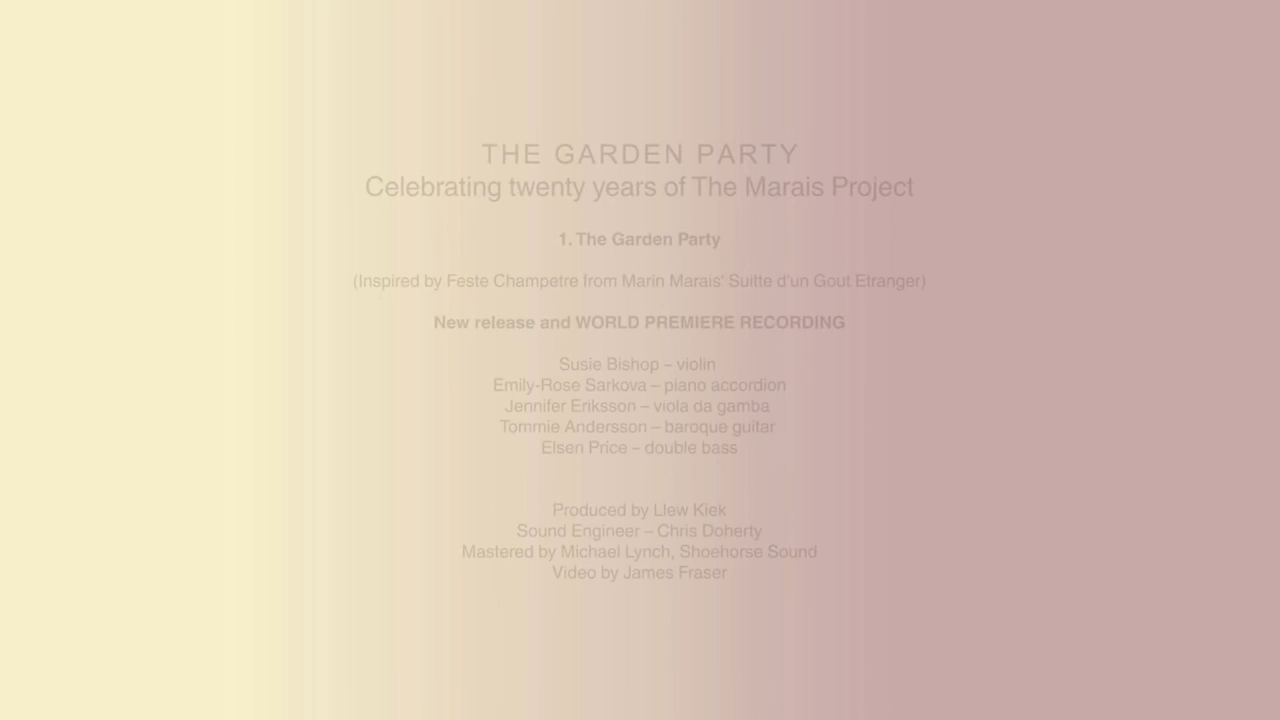 THE GARDEN PARTY
Celebrating twenty years of The Marais Project
1. The Garden Party
(Inspired by Feste Champetre from Marin Marais' Suitte d'un Gout Etranger)
New release and WORLD PREMIERE RECORDING
Susie Bishop – violin
Emily-Rose Sarkova – piano accordion
Jennifer Eriksson – viola da gamba
Tommie Andersson – baroque guitar
Elsen Price – double bass
Produced by Llew Kiek
Sound Engineer – Chris Doherty
Mastered by Michael Lynch, Shoehorse Sound
Video by James Fraser